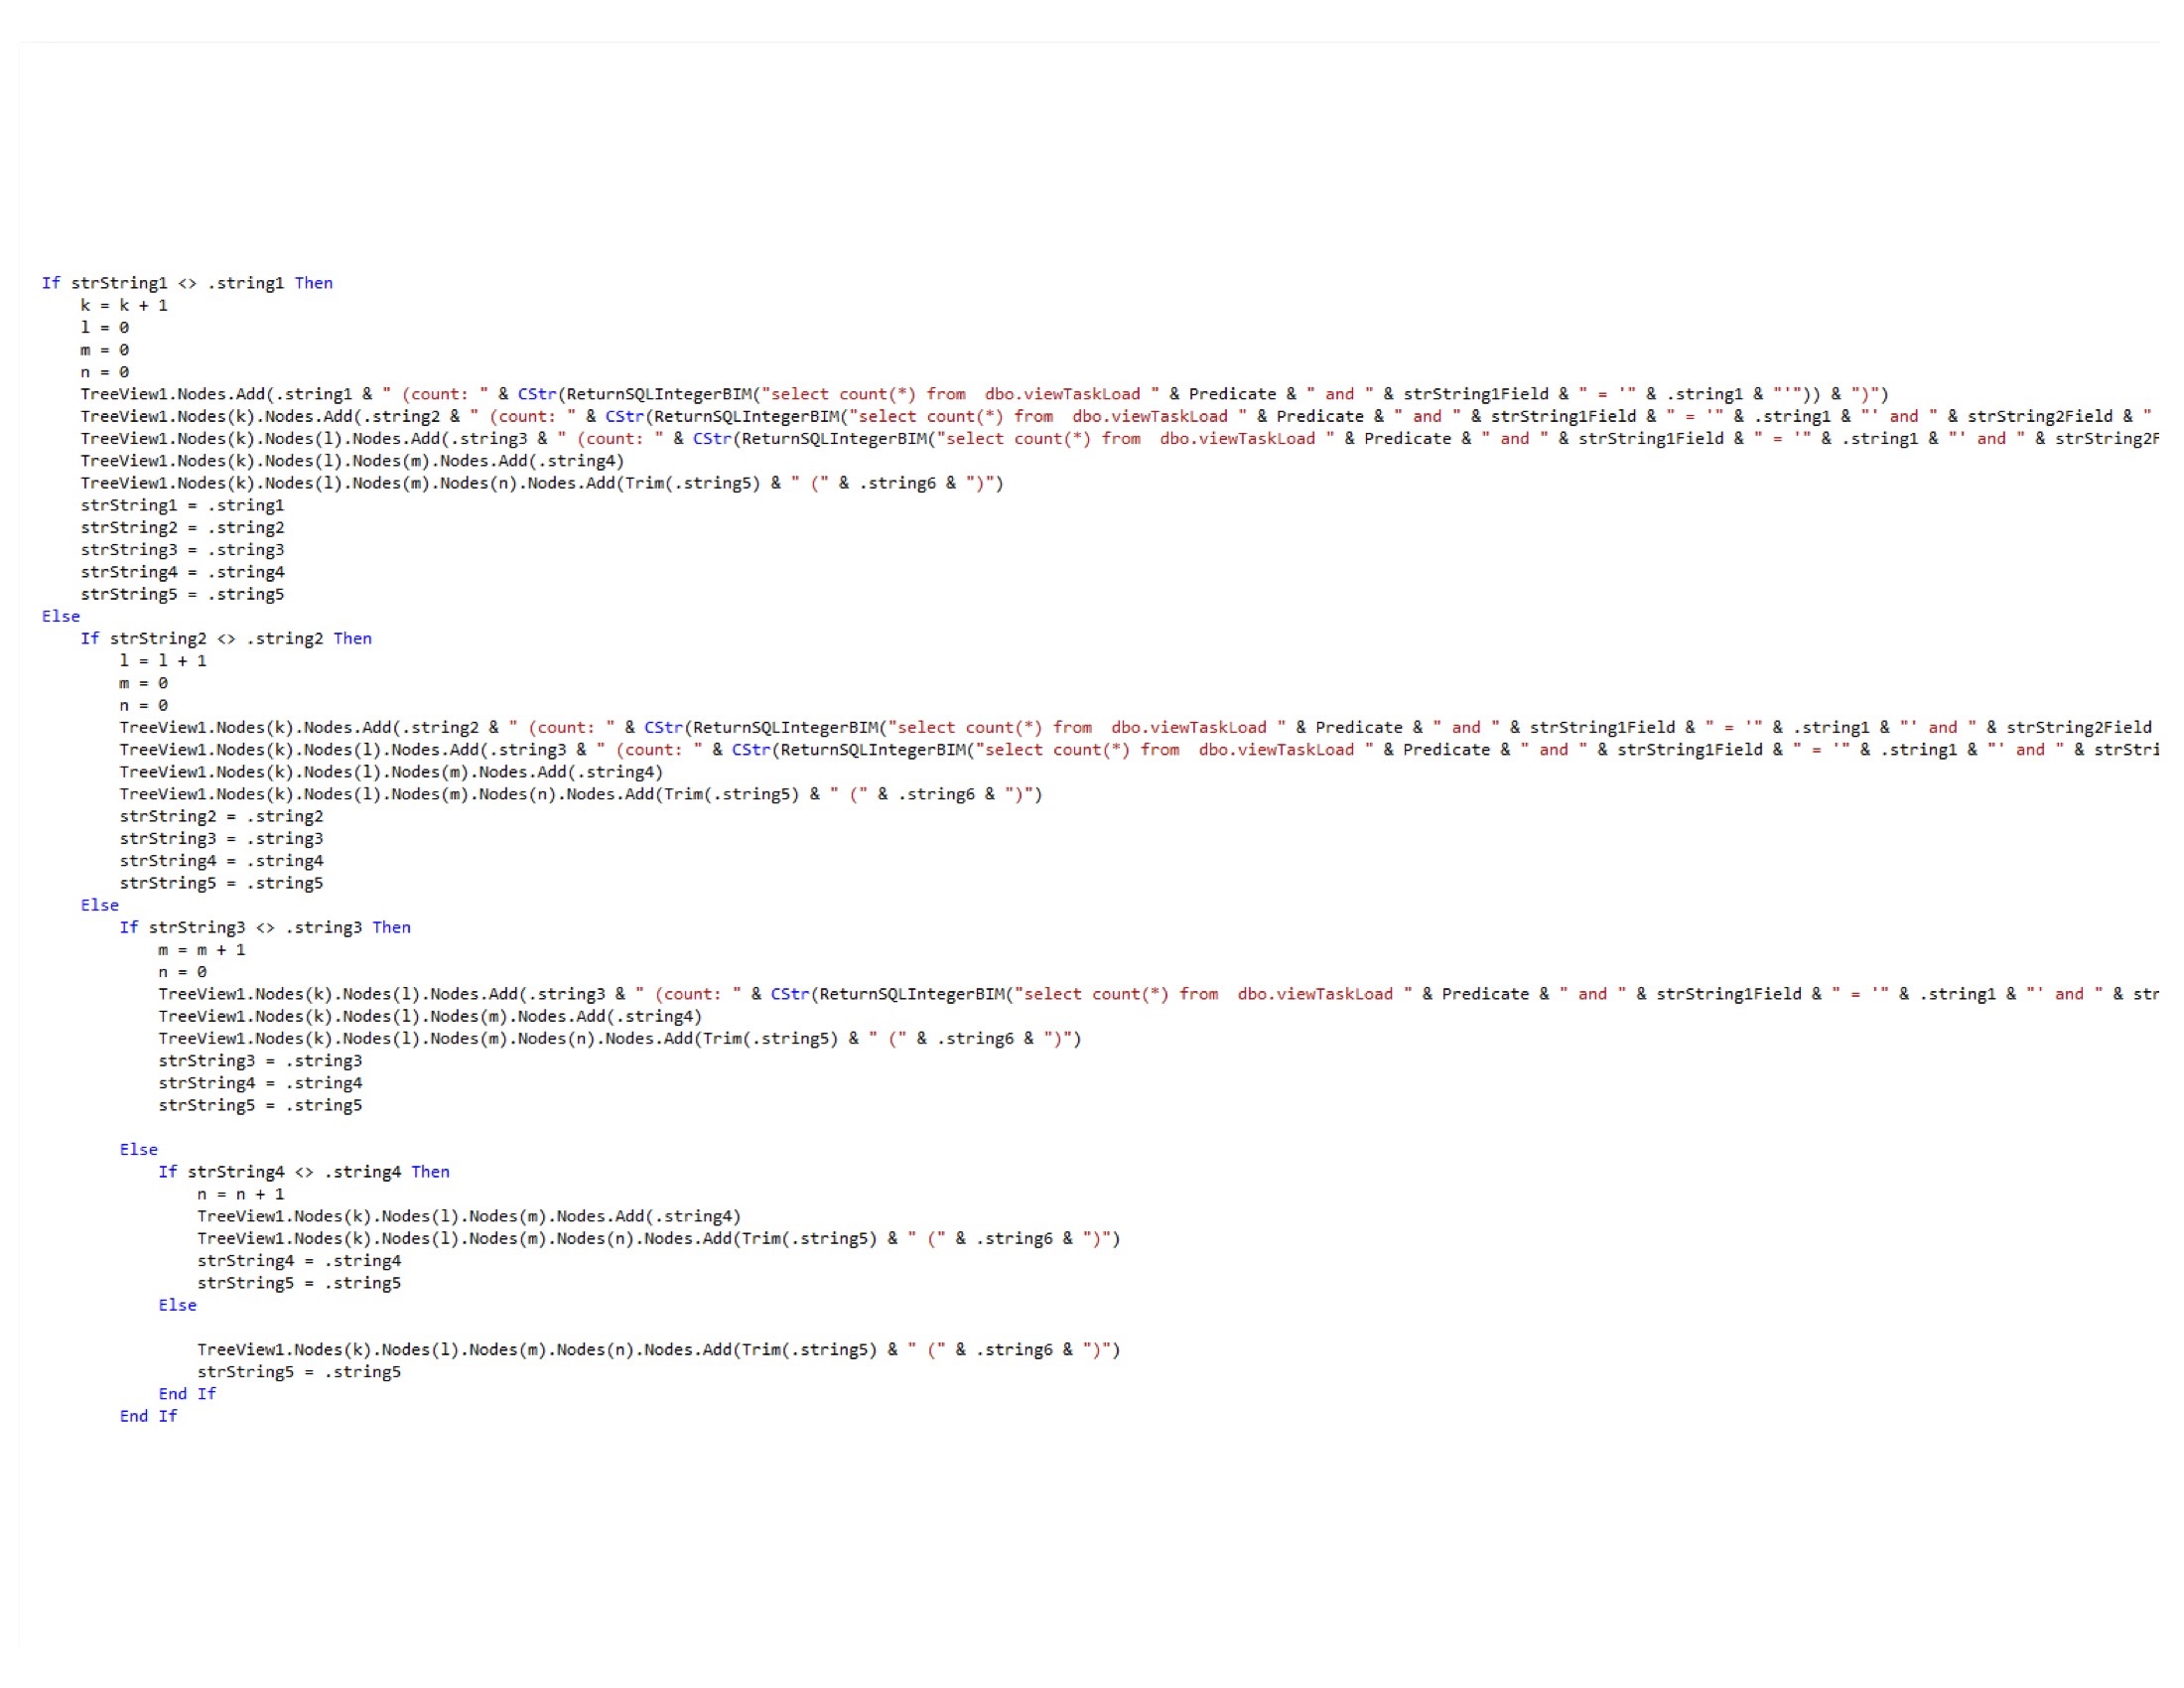 If strString1 <> .string1 Then
k = k + 1
l = 0
m = 0
n = 0
TreeView1.Nodes.Add(.string1 & " (count: " & CStr(ReturnSQLIntegerBIM("select count(*) from  dbo.viewTaskLoad " & Predicate & " and " & strString1Field & " = '" & .string1 & "'")) & ")")
TreeView1.Nodes(k).Nodes.Add(.string2 & " (count: " & CStr(ReturnSQLIntegerBIM("select count(*) from  dbo.viewTaskLoad " & Predicate & " and " & strString1Field & " = '" & .string1 & "' and " & strString2Field & "
TreeView1.Nodes(k).Nodes(l).Nodes.Add(.string3 & " (count: " & CStr(ReturnSQLIntegerBIM("select count(*) from  dbo.viewTaskLoad " & Predicate & " and " & strString1Field & " = '" & .string1 & "' and " & strString2F
TreeView1.Nodes(k).Nodes(l).Nodes(m).Nodes.Add(.string4)
TreeView1.Nodes(k).Nodes(l).Nodes(m).Nodes(n).Nodes.Add(Trim(.string5) & " (" & .string6 & ")")
strString1 = .string1
strString2 = .string2
strString3 = .string3
strString4 = .string4
strString5 = .string5
Else
If strString2 <> .string2 Then
l = l + 1
m = 0
n = 0
TreeView1.Nodes(k).Nodes.Add(.string2 & " (count: " & CStr(ReturnSQLIntegerBIM("select count(*) from  dbo.viewTaskLoad " & Predicate & " and " & strString1Field & " = '" & .string1 & "' and " & strString2Field
TreeView1.Nodes(k).Nodes(l).Nodes.Add(.string3 & " (count: " & CStr(ReturnSQLIntegerBIM("select count(*) from  dbo.viewTaskLoad " & Predicate & " and " & strString1Field & " = '" & .string1 & "' and " & strStri
TreeView1.Nodes(k).Nodes(l).Nodes(m).Nodes.Add(.string4)
TreeView1.Nodes(k).Nodes(l).Nodes(m).Nodes(n).Nodes.Add(Trim(.string5) & " (" & .string6 & ")")
strString2 = .string2
strString3 = .string3
strString4 = .string4
strString5 = .string5
Else
If strString3 <> .string3 Then
m = m + 1
n = 0
TreeView1.Nodes(k).Nodes(l).Nodes.Add(.string3 & " (count: " & CStr(ReturnSQLIntegerBIM("select count(*) from  dbo.viewTaskLoad " & Predicate & " and " & strString1Field & " = '" & .string1 & "' and " & str
TreeView1.Nodes(k).Nodes(l).Nodes(m).Nodes.Add(.string4)
TreeView1.Nodes(k).Nodes(l).Nodes(m).Nodes(n).Nodes.Add(Trim(.string5) & " (" & .string6 & ")")
strString3 = .string3
strString4 = .string4
strString5 = .string5
Else
If strString4 <> .string4 Then
n = n + 1
TreeView1.Nodes(k).Nodes(l).Nodes(m).Nodes.Add(.string4)
TreeView1.Nodes(k).Nodes(l).Nodes(m).Nodes(n).Nodes.Add(Trim(.string5) & " (" & .string6 & ")")
strString4 = .string4
strString5 = .string5
Else
TreeView1.Nodes(k).Nodes(l).Nodes(m).Nodes(n).Nodes.Add(Trim(.string5) & " (" & .string6 & ")")
strString5 = .string5
End If
End If